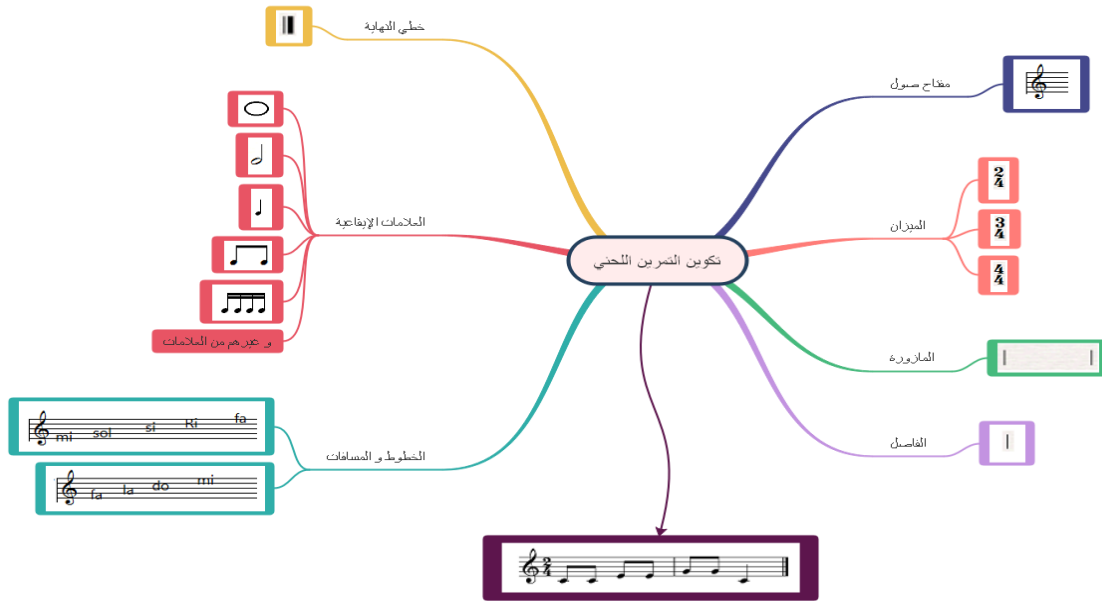 خطي النهاية
مفتاح صول
2
4
الميزان
3
4
4
4
العلامات الإيقاعية
تكوين التمرين اللحني
و غيرهم من العلامات
المازورة
الفاصل
الخطوط و المسافات
mi sol si Ri fa
fa la do mi
2
4